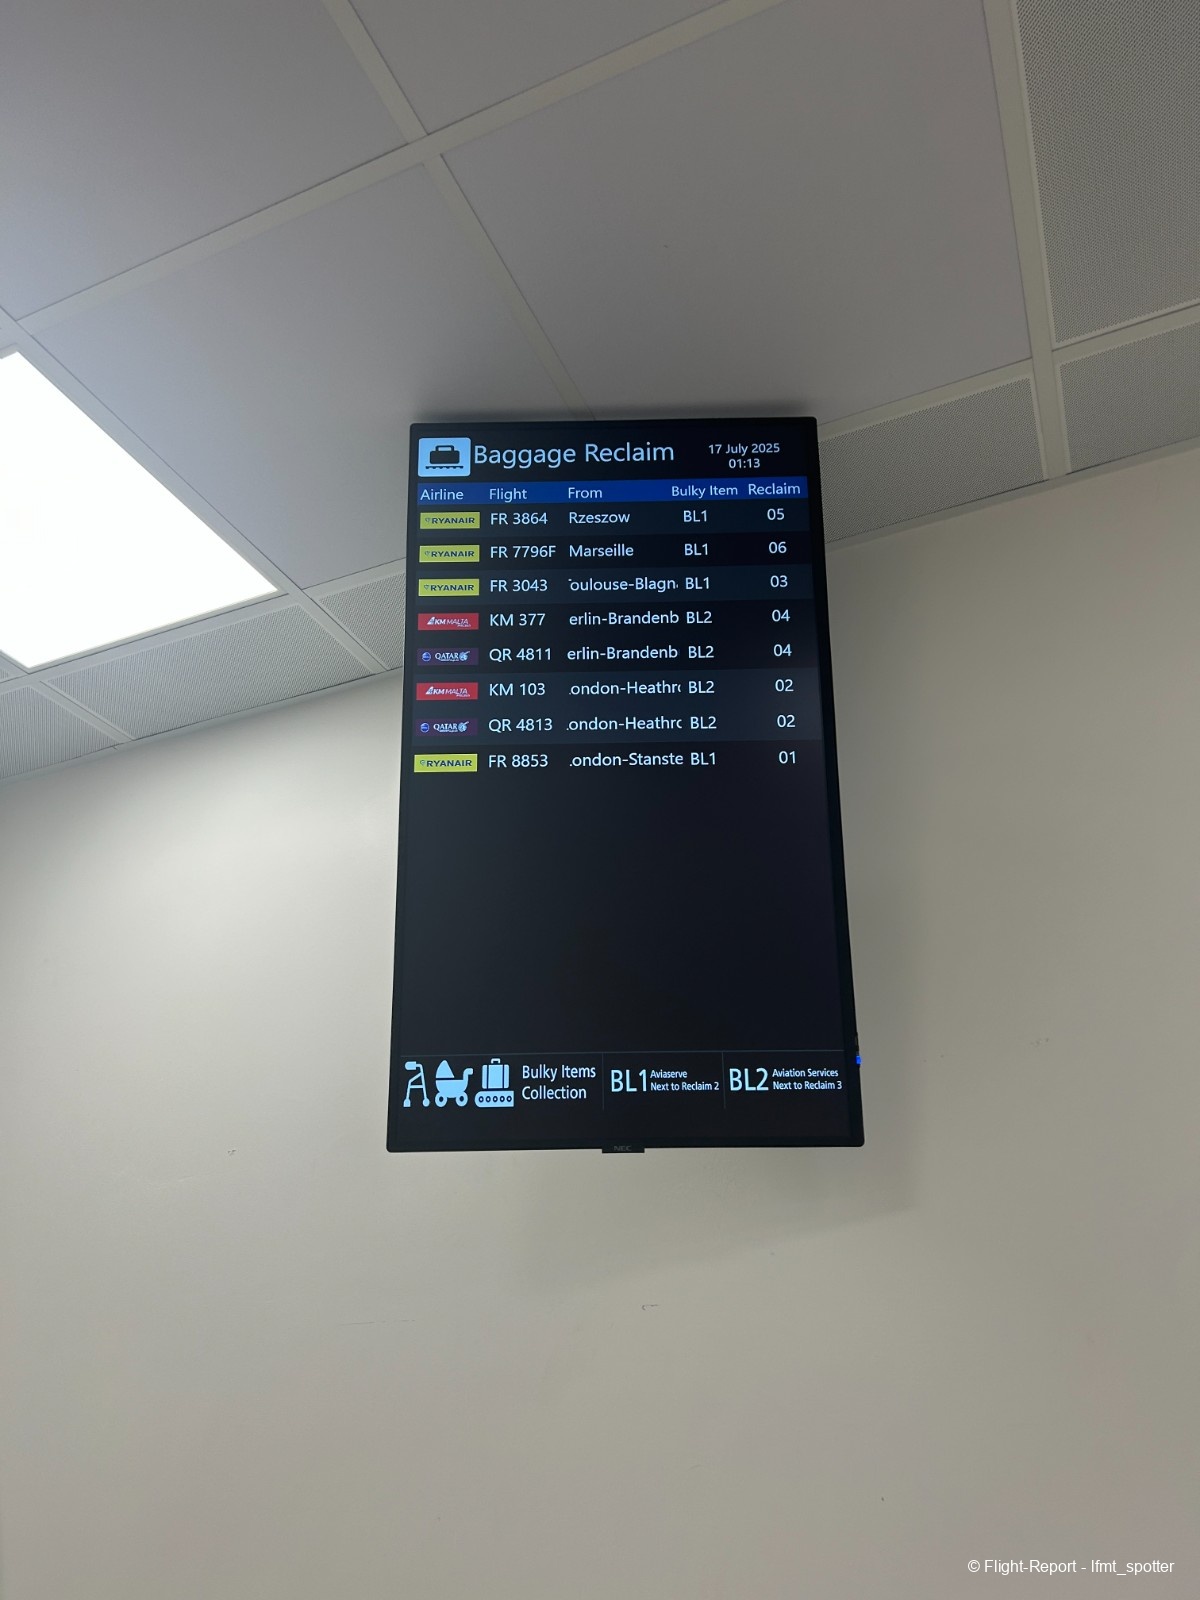 Baggage Reclaim
17 July 2025
01:13
Airline Flight From Bulky Item Reclaim
RYANAIR FR 3864 Rzeszow BL1 05
RYANAIR FR 7796F Marseille BL1 06
RYANAIR FR 3043 oulouse-Blagn BL1 03
KM MALTA KM 377 erlin-Brandenb BL2 04
QATAR QR 4811 erlin-Brandenb BL2 04
KM MALTA KM 103 ondon-Heathr BL2 02
QATAR QR 4813 ondon-Heathr BL2 02
RYANAIR FR 8853 ondon-Stanste BL1 01
Bulky Items Collection
BL1 Aviaserve Next to Reclaim 2
BL2 Aviation Services Next to Reclaim 3
NEC
© Flight-Report - lfmt_spotter